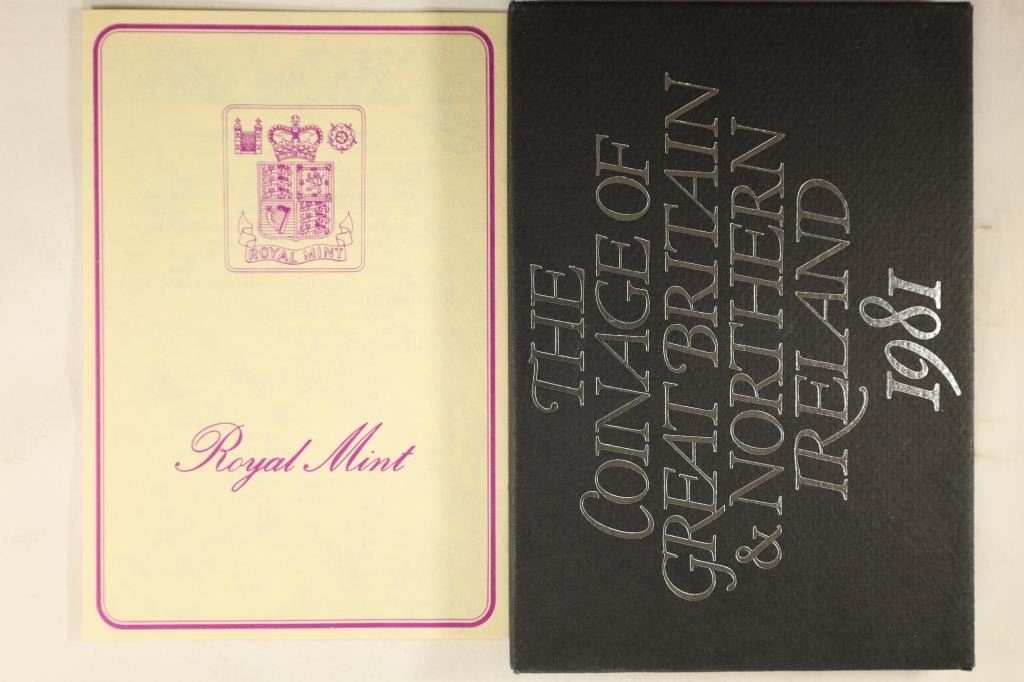 ROYAL MINT
Royal Mint
THE
COINAGE OF
GREAT BRITAIN
& NORTHERN
IRELAND
1981